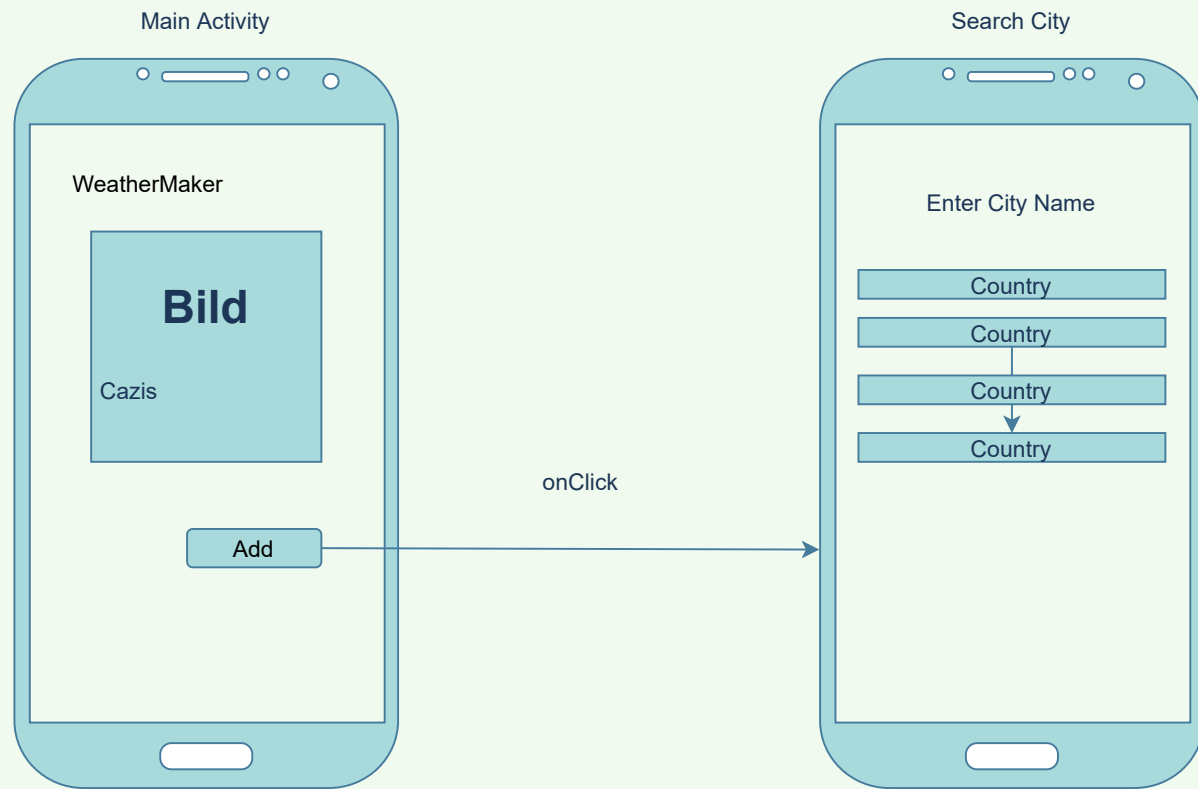 Main Activity
Search City
WeatherMaker
Bild
Cazis
Add
onClick
Enter City Name
Country
Country
Country
Country